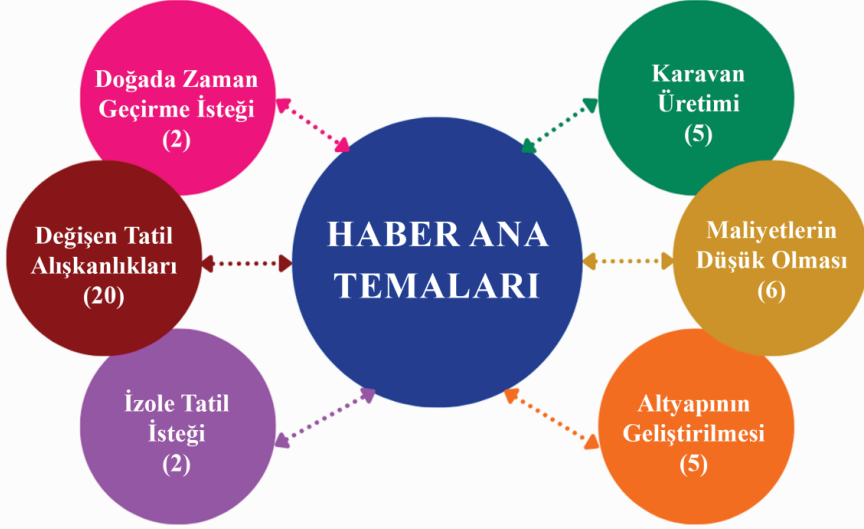 Doğada Zaman
Geçirme İsteği
(2)
Değişen Tatil
Alışkanlıkları
(20)
İzole Tatil
İsteği
(2)
HABER ANA
TEMALARI
Karavan
Üretimi
(5)
Maliyetlerin
Düşük Olması
(6)
Altyapının
Geliştirilmesi
(5)